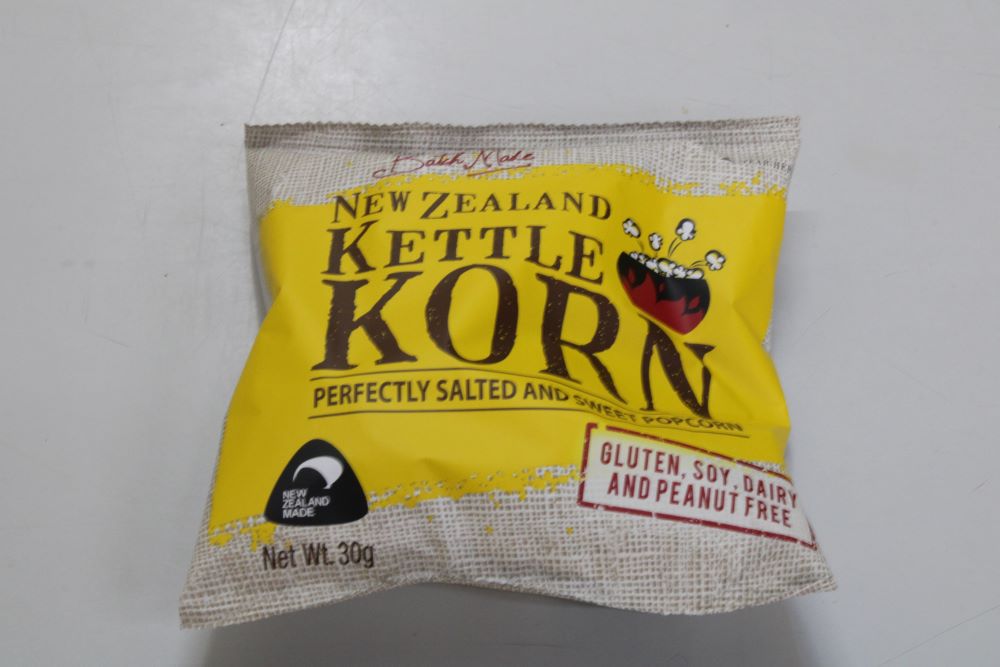 Batch Made
NEW ZEALAND
KETTLE
KORN
PERFECTLY SALTED AND SWEET POPCORN
GLUTEN, SOY, DAIRY
AND PEANUT FREE
NEW
ZEALAND
MADE
Net Wt. 30g